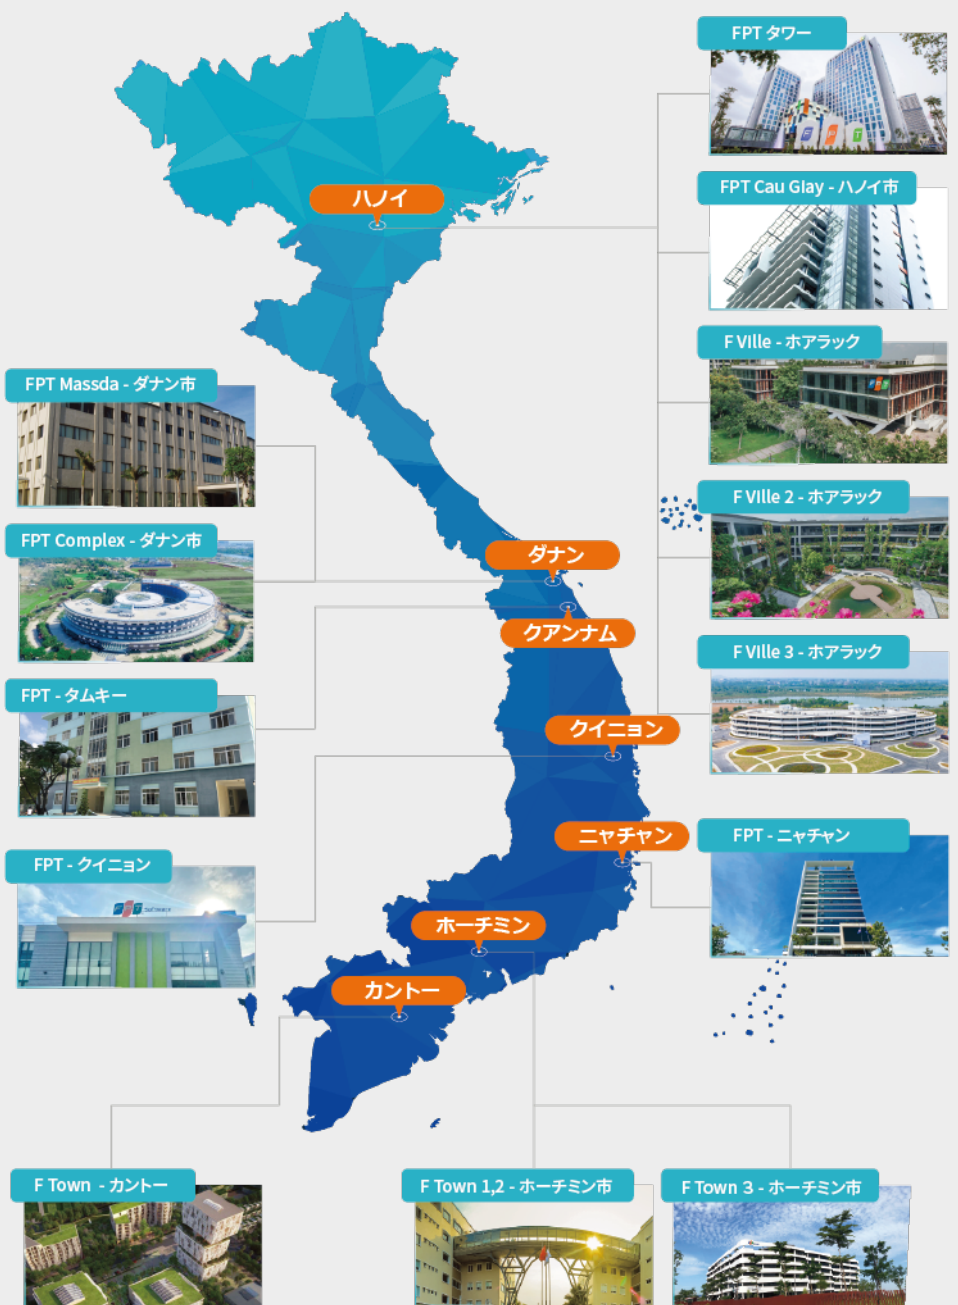 FPT タワー
F P T
ハノイ
FPT Cau GIay - ハノイ市
F VIlle - ホアラック
FPT
FPT Massda - ダナン市
F VIlle 2 - ホアラック
FPT Complex - ダナン市
ダナン
クアンナム
F VIlle 3 - ホアラック
FPT - タムキー
クイニョン
ニャチャン
FPT - ニャチャン
FPT - クイニョン
FPT Software
ホーチミン
カントー
F Town - カントー
F Town 1,2 - ホーチミン市
F Town 3 - ホーチミン市